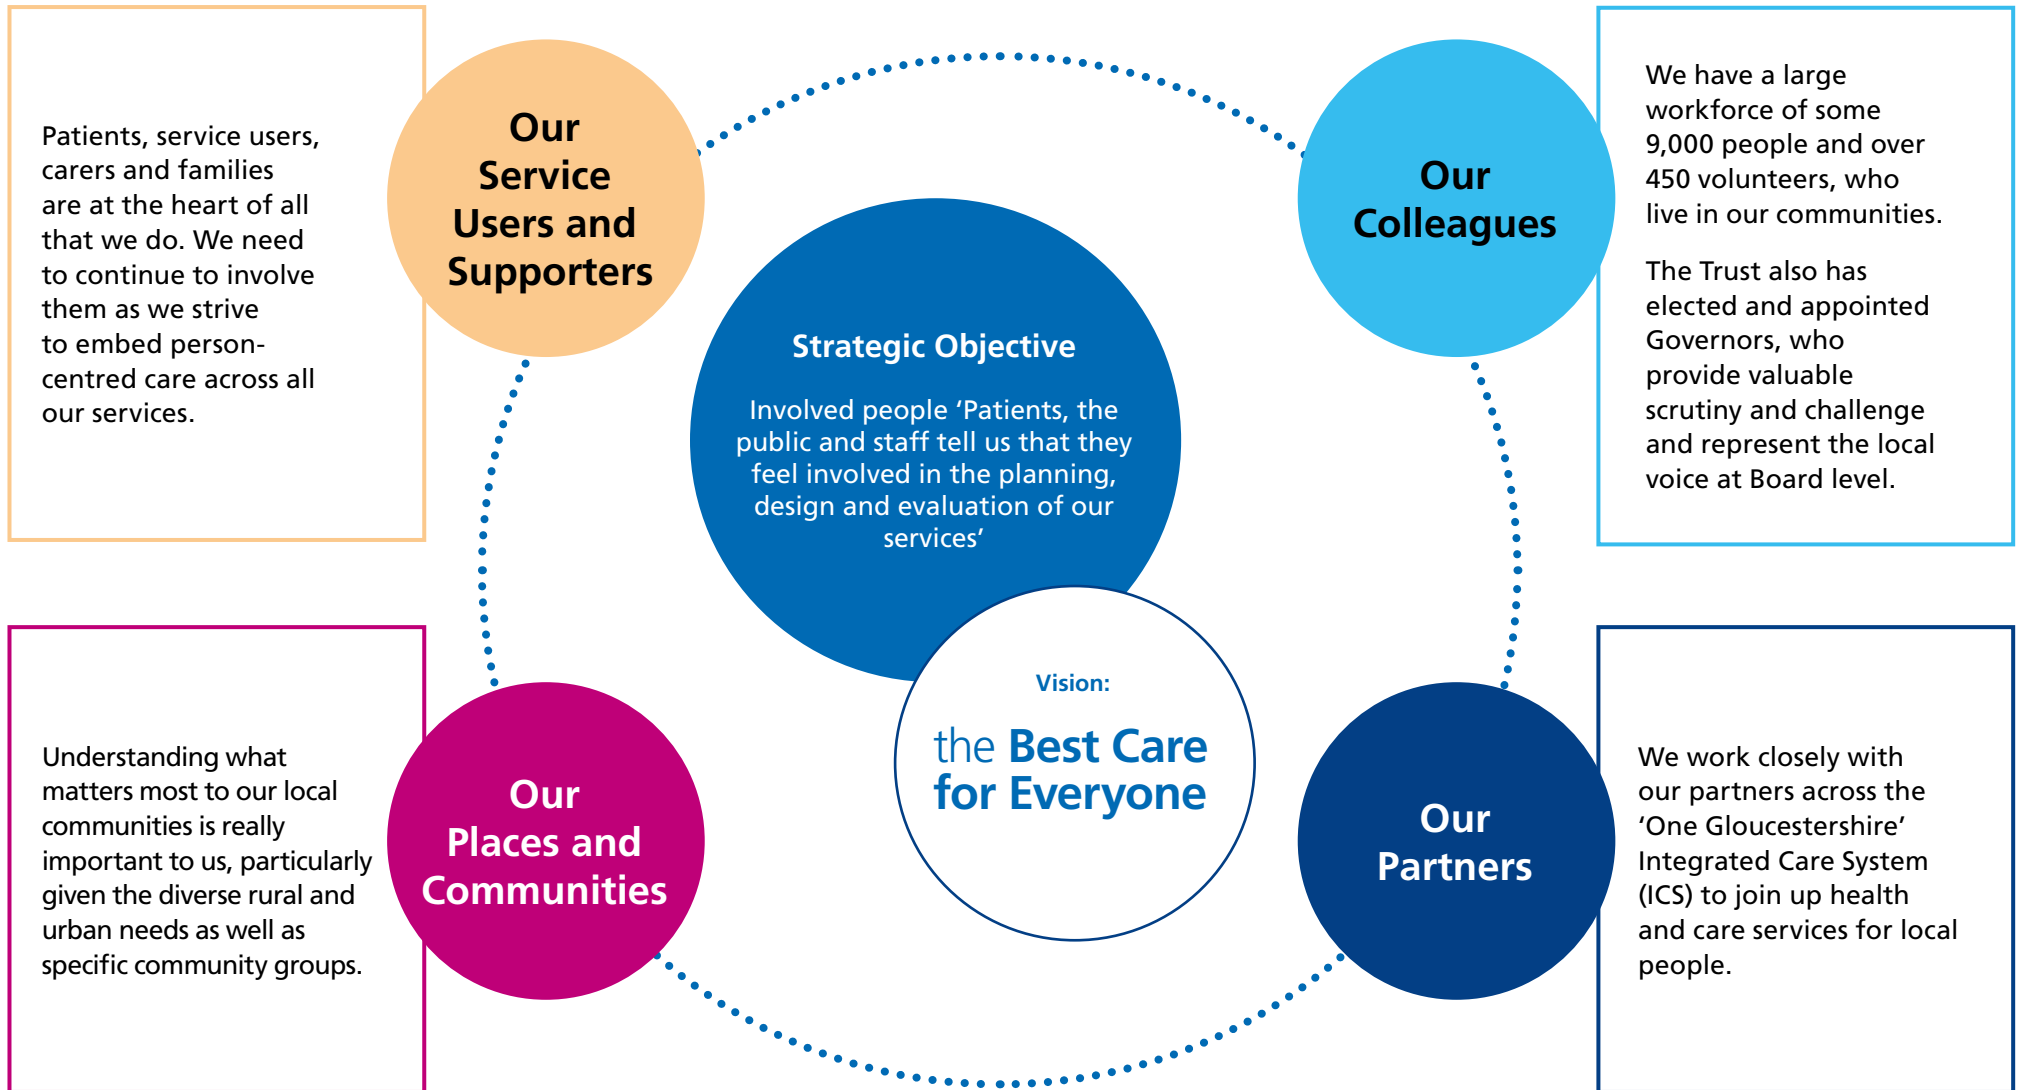 Patients, service users,
carers and families
are at the heart of all
that we do. We need
to continue to involve
them as we strive
to embed person-
centred care across all
our services.
Our
Service
Users and
Supporters
Our
Colleagues
We have a large
workforce of some
9,000 people and over
450 volunteers, who
live in our communities.
The Trust also has
elected and appointed
Governors, who
provide valuable
scrutiny and challenge
and represent the local
voice at Board level.
Strategic Objective
Involved people ‘Patients, the
public and staff tell us that they
feel involved in the planning,
design and evaluation of our
services’
Vision:
the Best Care
for Everyone
Understanding what
matters most to our local
communities is really
important to us, particularly
given the diverse rural and
urban needs as well as
specific community groups.
Our
Places and
Communities
Our
Partners
We work closely with
our partners across the
‘One Gloucestershire’
Integrated Care System
(ICS) to join up health
and care services for local
people.